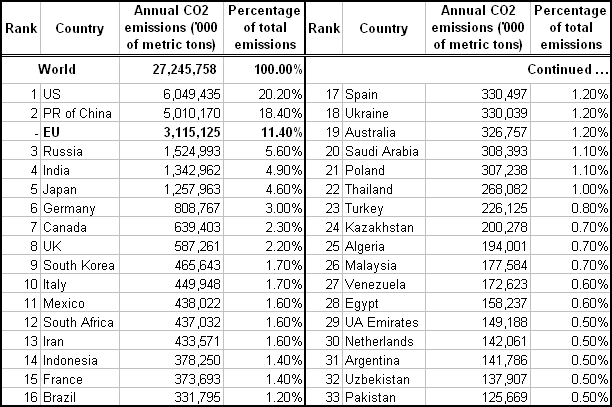 Rank Country Annual CO2 emissions ('000 of metric tons) Percentage of total emissions
World 27,245,758 100.00%
1 US 6,049,435 20.20%
2 PR of China 5,010,170 18.40%
- EU 3,115,125 11.40%
3 Russia 1,524,993 5.60%
4 India 1,342,962 4.90%
5 Japan 1,257,963 4.60%
6 Germany 808,767 3.00%
7 Canada 639,403 2.30%
8 UK 587,261 2.20%
9 South Korea 465,643 1.70%
10 Italy 449,948 1.70%
11 Mexico 438,022 1.60%
12 South Africa 437,032 1.60%
13 Iran 433,571 1.60%
14 Indonesia 378,250 1.40%
15 France 373,693 1.40%
16 Brazil 331,795 1.20%
Rank Country Annual CO2 emissions ('000 of metric tons) Percentage of total emissions
Continued ...
17 Spain 330,497 1.20%
18 Ukraine 330,039 1.20%
19 Australia 326,757 1.20%
20 Saudi Arabia 308,393 1.10%
21 Poland 307,238 1.10%
22 Thailand 268,082 1.00%
23 Turkey 226,125 0.80%
24 Kazakhstan 200,278 0.70%
25 Algeria 194,001 0.70%
26 Malaysia 177,584 0.70%
27 Venezuela 172,623 0.60%
28 Egypt 158,237 0.60%
29 UA Emirates 149,188 0.50%
30 Netherlands 142,061 0.50%
31 Argentina 141,786 0.50%
32 Uzbekistan 137,907 0.50%
33 Pakistan 125,669 0.50%